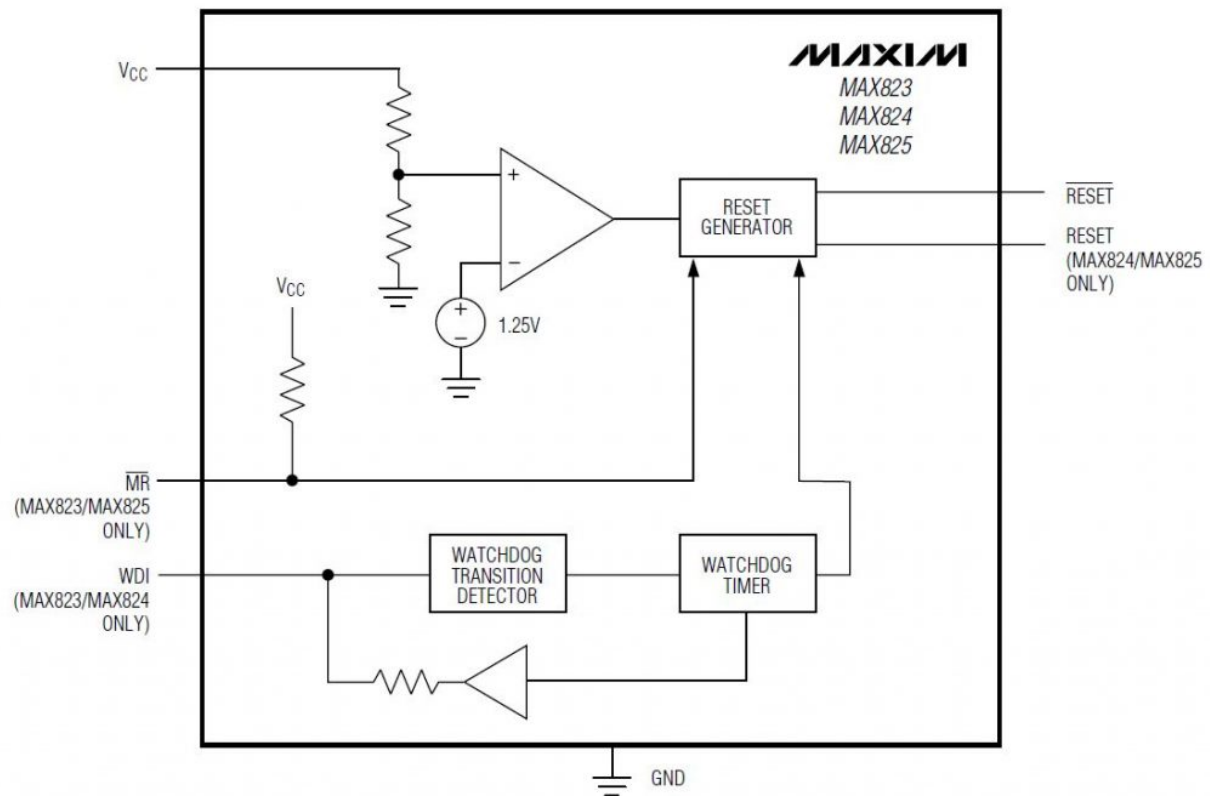 MAXIM
MAX823
MAX824
MAX825
VCC
+
−
RESET
GENERATOR
RESET
RESET
(MAX824/MAX825
ONLY)
VCC
+
−
1.25V
MR
(MAX823/MAX825
ONLY)
WDI
(MAX823/MAX824
ONLY)
WATCHDOG
TRANSITION
DETECTOR
WATCHDOG
TIMER
GND